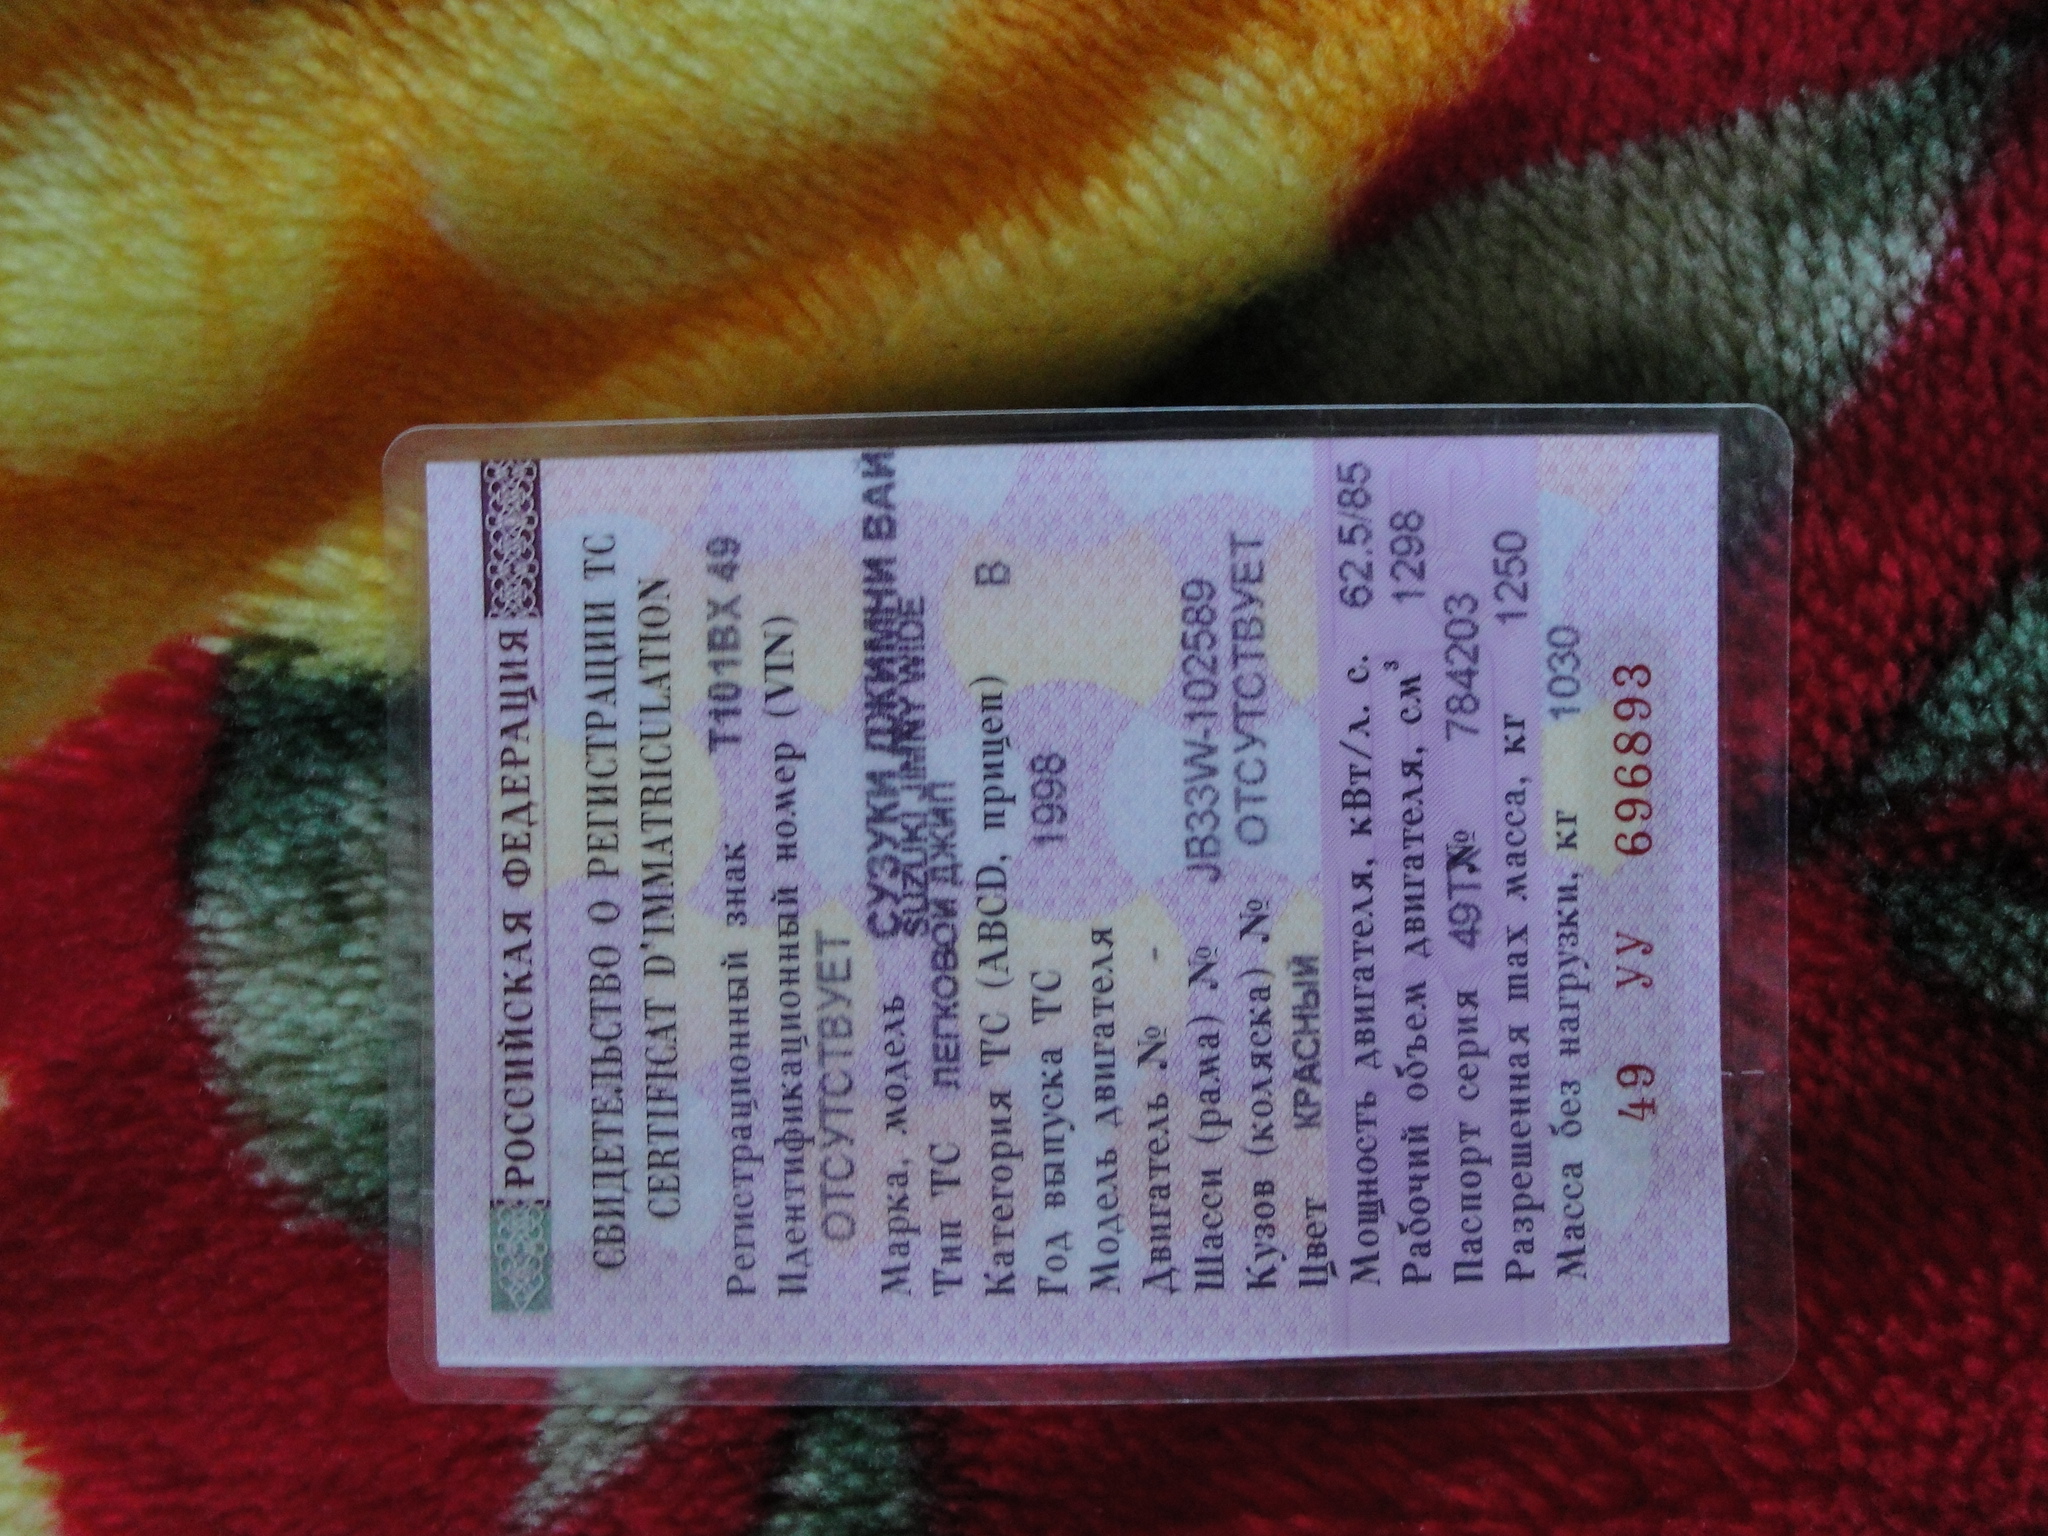 РОССИЙСКАЯ ФЕДЕРАЦИЯ
СВИДЕТЕЛЬСТВО О РЕГИСТРАЦИИ ТС
CERTIFICAT D'IMMATRICULATION
Регистрационный знак Т101ВХ 49
Идентификационный номер (VIN)
ОТСУТСТВУЕТ
Марка, модель СУЗУКИ ДЖИМНИ ВАЙ
SUZUKI JIMNY WIDE
Тип ТС ЛЕГКОВОЙ ДЖИП
Категория ТС (ABCD, прицеп) В
Год выпуска ТС 1998
Модель двигателя
Двигатель № -
Шасси (рама) № JB33W-102589
Кузов (коляска) № ОТСУТСТВУЕТ
Цвет КРАСНЫЙ
Мощность двигателя, кВт/л. с. 62.5/85
Рабочий объем двигателя, см³ 1298
Паспорт серия 49ТХ № 784203
Разрешенная max масса, кг 1250
Масса без нагрузки, кг 1030
49 УУ 696893